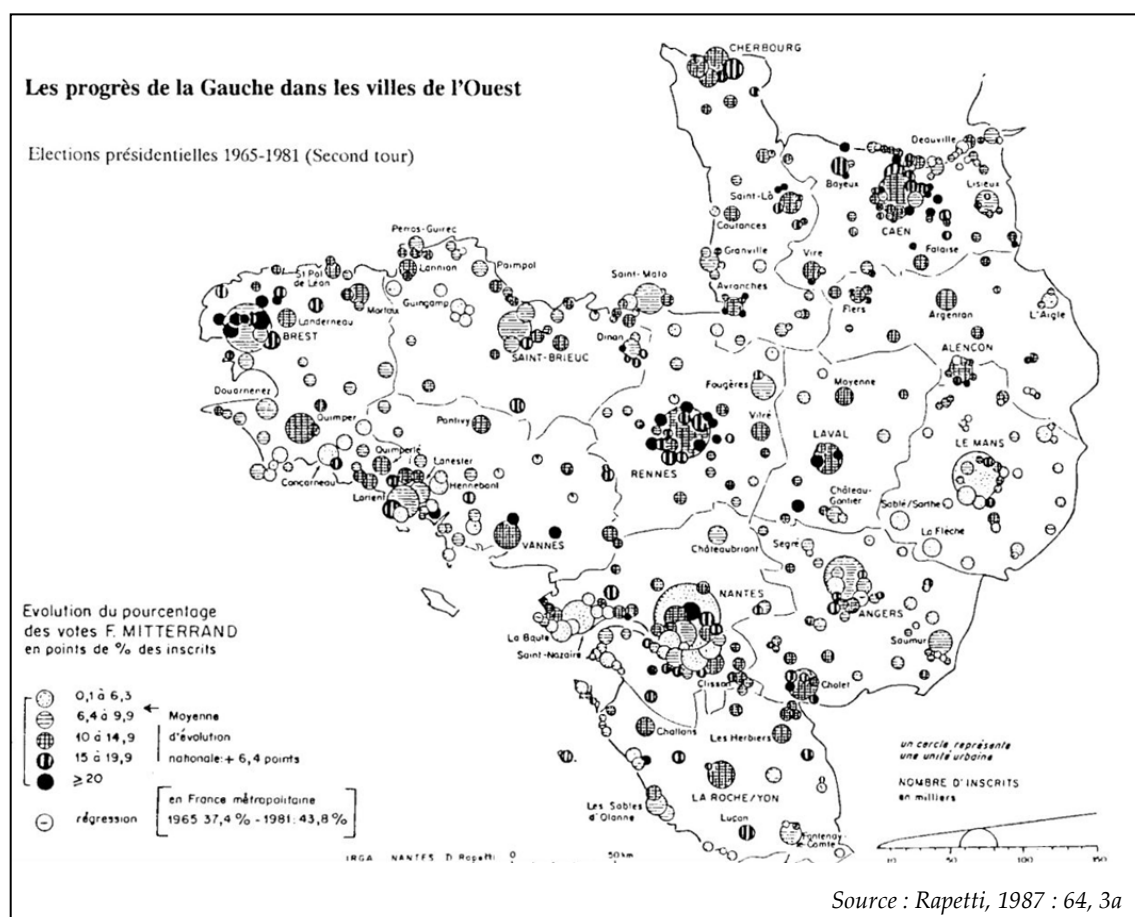 Les progrès de la Gauche dans les villes de l'Ouest
Elections présidentielles 1965-1981 (Second tour)
CHERBOURG
Deauville
Bayeux
Lisieux
Saint-Lô
CAEN
Coutances
Falaise
Granville
Vire
Avranches
Flers
Argentan
L'Aigle
ALENÇON
Perros-Guirec
Lannion
Paimpol
St Pol
de Léon
Morlaix
Guingamp
Saint-Malo
Landerneau
BREST
SAINT-BRIEUC
Dinan
Fougères
Mayenne
Douarnenez
Quimper
Pontivy
Vitré
RENNES
LAVAL
LE MANS
Quimperlé
Lanester
Concarneau
Lorient
Hennebont
Château-
Gontier
Sablé/Sarthe
La Flèche
VANNES
Châteaubriant
Segré
NANTES
ANGERS
La Baule
Saint-Nazaire
Saumur
Clisson
Cholet
Challans
Les Herbiers
LA ROCHE/YON
Les Sables
d'Olonne
Luçon
Fontenay-
Comte
Evolution du pourcentage
des votes F. MITTERRAND
en points de % des inscrits
0,1 à 6,3
6,4 à 9,9
10 à 14,9
15 à 19,9
≥ 20
Moyenne
d'évolution
nationale: + 6,4 points
régression
en France métropolitaine
1965 37,4 % - 1981: 43,8 %
un cercle représente
une unité urbaine
NOMBRE D'INSCRITS
en milliers
10 50 100 150
IRGA NANTES D Rapetti
0 50 km
Source : Rapetti, 1987 : 64, 3a